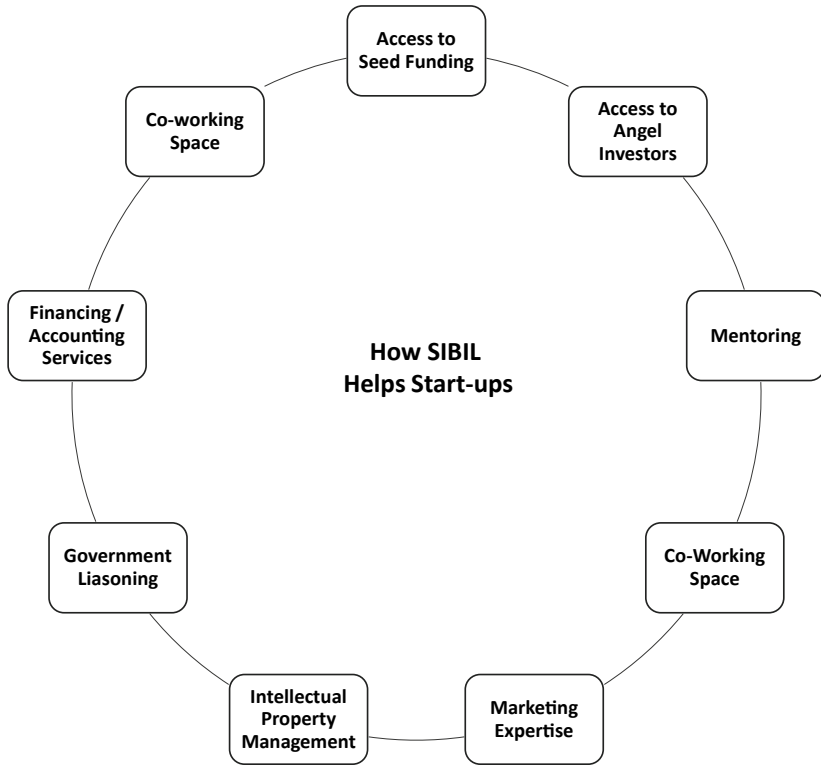 Access to
Seed Funding
Access to
Angel
Investors
Mentoring
Co-Working
Space
Marketing
Expertise
Intellectual
Property
Management
Government
Liasoning
Financing /
Accounting
Services
Co-working
Space
How SIBIL
Helps Start-ups